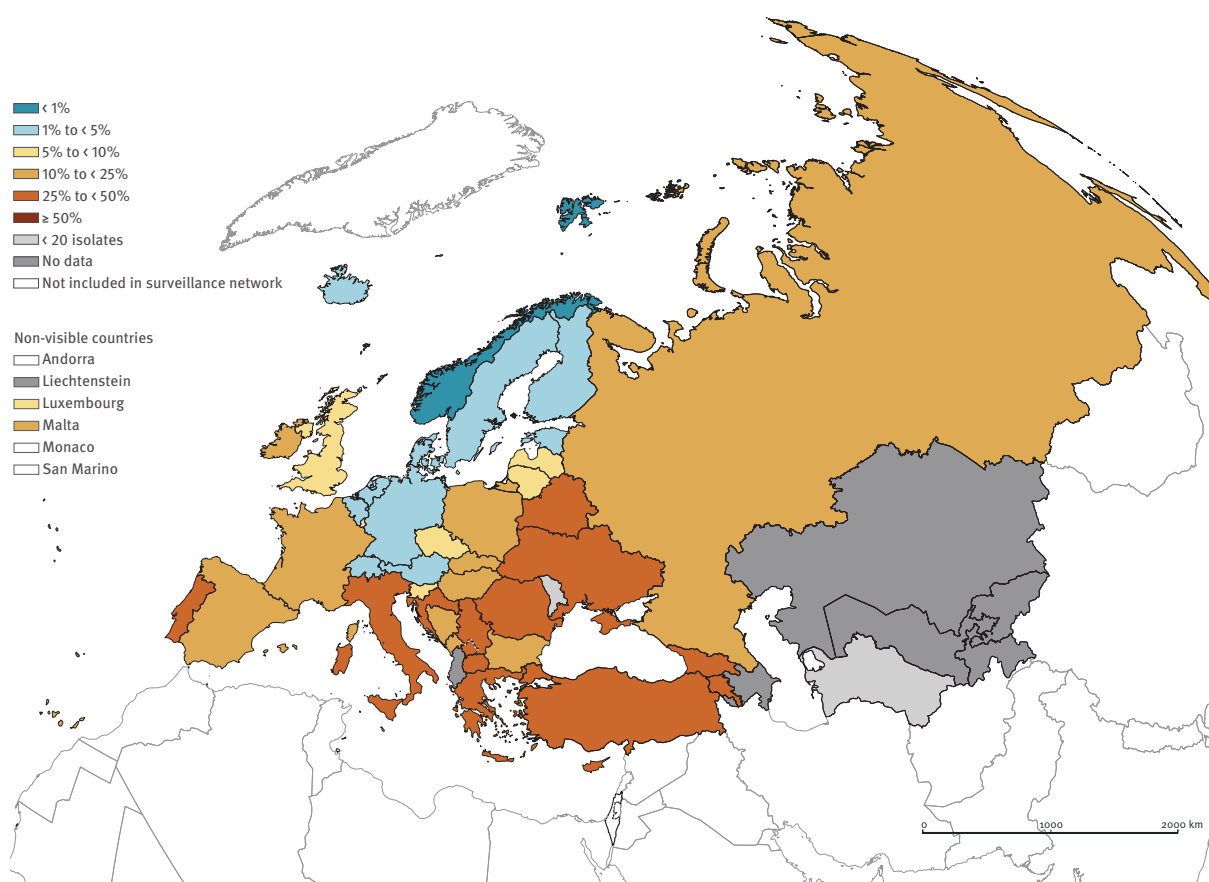 < 1%
1% to < 5%
5% to < 10%
10% to < 25%
25% to < 50%
≥ 50%
< 20 isolates
No data
Not included in surveillance network
Non-visible countries
Andorra
Liechtenstein
Luxembourg
Malta
Monaco
San Marino
0 1000 2000 km